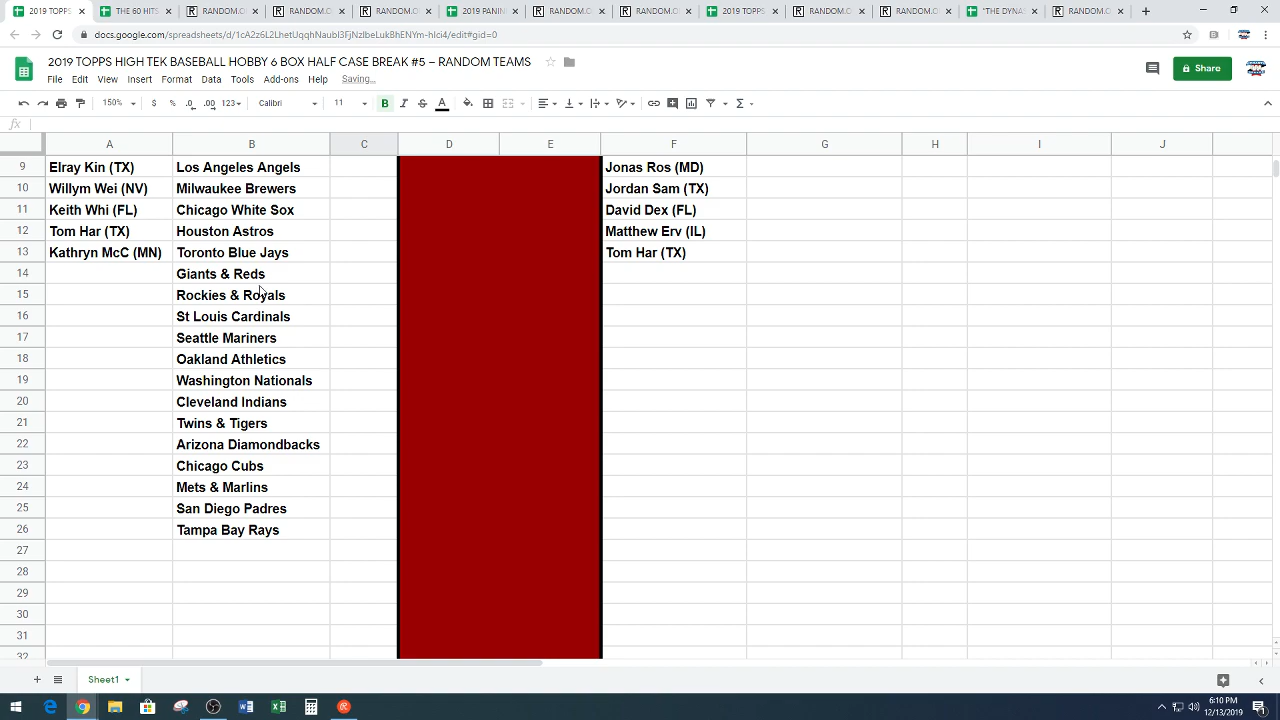 2019 TOPPS THE 60 HITS RANDOM.O RANDOM.O RANDOM.O 2019 PANIN RANDOM.O RANDOM.O 2019 TOPPS RANDOM.O RANDOM.O "THE DYNA RANDOM.O
docs.google.com/spreadsheets/d/1cA2z6L2LhetUqqhNaubI3FjNzIbeLuk8hENYm-hIci4/edit#gid=0
2019 TOPPS HIGH TEK BASEBALL HOBBY 6 BOX HALF CASE BREAK #5 – RANDOM TEAMS
File Edit View Insert Format Data Tools Add-ons Help Saving...
Share
150% $ % .0 .00 123 Calibri 11 B I S A
fx
A B C D E F G H I J
9 Elray Kin (TX) Los Angeles Angels Jonas Ros (MD)
10 Willym Wei (NV) Milwaukee Brewers Jordan Sam (TX)
11 Keith Whi (FL) Chicago White Sox David Dex (FL)
12 Tom Har (TX) Houston Astros Matthew Erv (IL)
13 Kathryn McC (MN) Toronto Blue Jays Tom Har (TX)
14 Giants & Reds
15 Rockies & Royals
16 St Louis Cardinals
17 Seattle Mariners
18 Oakland Athletics
19 Washington Nationals
20 Cleveland Indians
21 Twins & Tigers
22 Arizona Diamondbacks
23 Chicago Cubs
24 Mets & Marlins
25 San Diego Padres
26 Tampa Bay Rays
27
28
29
30
31
32
Sheet1
6:10 PM
12/13/2019